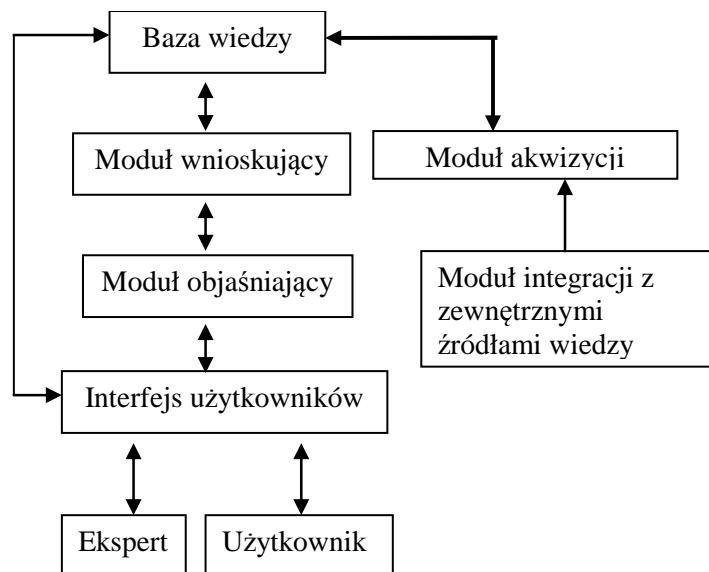 Baza wiedzy
Moduł wnioskujący
Moduł akwizycji
Moduł objaśniający
Moduł integracji z
zewnętrznymi
źródłami wiedzy
Interfejs użytkowników
Ekspert
Użytkownik